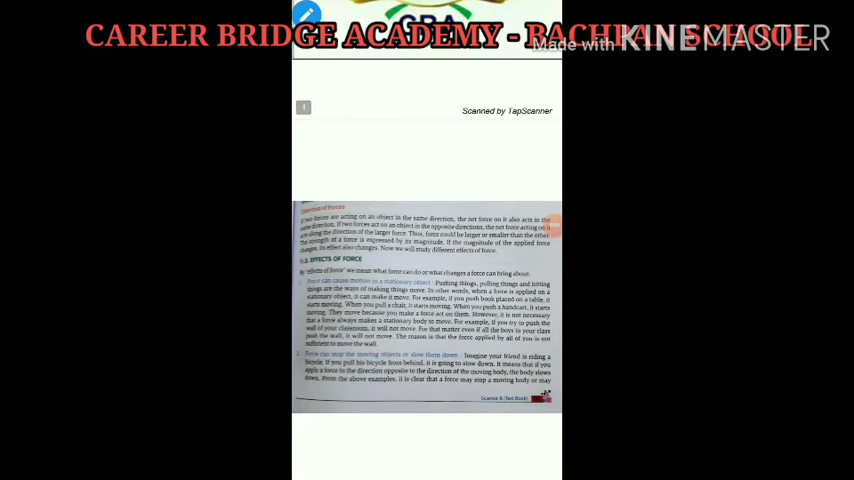 CBA
CAREER BRIDGE ACADEMY - BACHPAN SCHOOL
Made with KINEMASTER
Scanned by TapScanner
Direction of Forces
If two forces are acting on an object in the same direction, the net force on it also acts in the
same direction. If two forces act on an object in the opposite directions, the net force acting on it
acts along the direction of the larger force. Thus, force could be larger or smaller than the other.
The strength of a force is expressed by its magnitude. If the magnitude of the applied force
changes, its effect also changes. Now we will study different effects of force.
EFFECTS OF FORCE
By 'effects of force' we mean what force can do or what changes a force can bring about.
1. Force can cause motion in a stationary object : Pushing things, pulling things and hitting
things are the ways of making things move. In other words, when a force is applied on a
stationary object, it can make it move. For example, if you push book placed on a table, it
starts moving. When you pull a chair, it starts moving. When you push a handcart, it starts
moving. They move because you make a force act on them. However, it is not necessary
that a force always makes a stationary body to move. For example, if you try to push the
wall of your classroom, it will not move. For that matter even if all the boys in your class
push the wall, it will not move. The reason is that the force applied by all of you is not
sufficient to move the wall.
2. Force can stop the moving objects or slow them down : Imagine your friend is riding a
bicycle. If you pull his bicycle from behind, it is going to slow down. It means that if you
apply a force in the direction opposite to the direction of the moving body, the body slows
down. From the above examples, it is clear that a force may stop a moving body or may
Science-8 (Text Book)